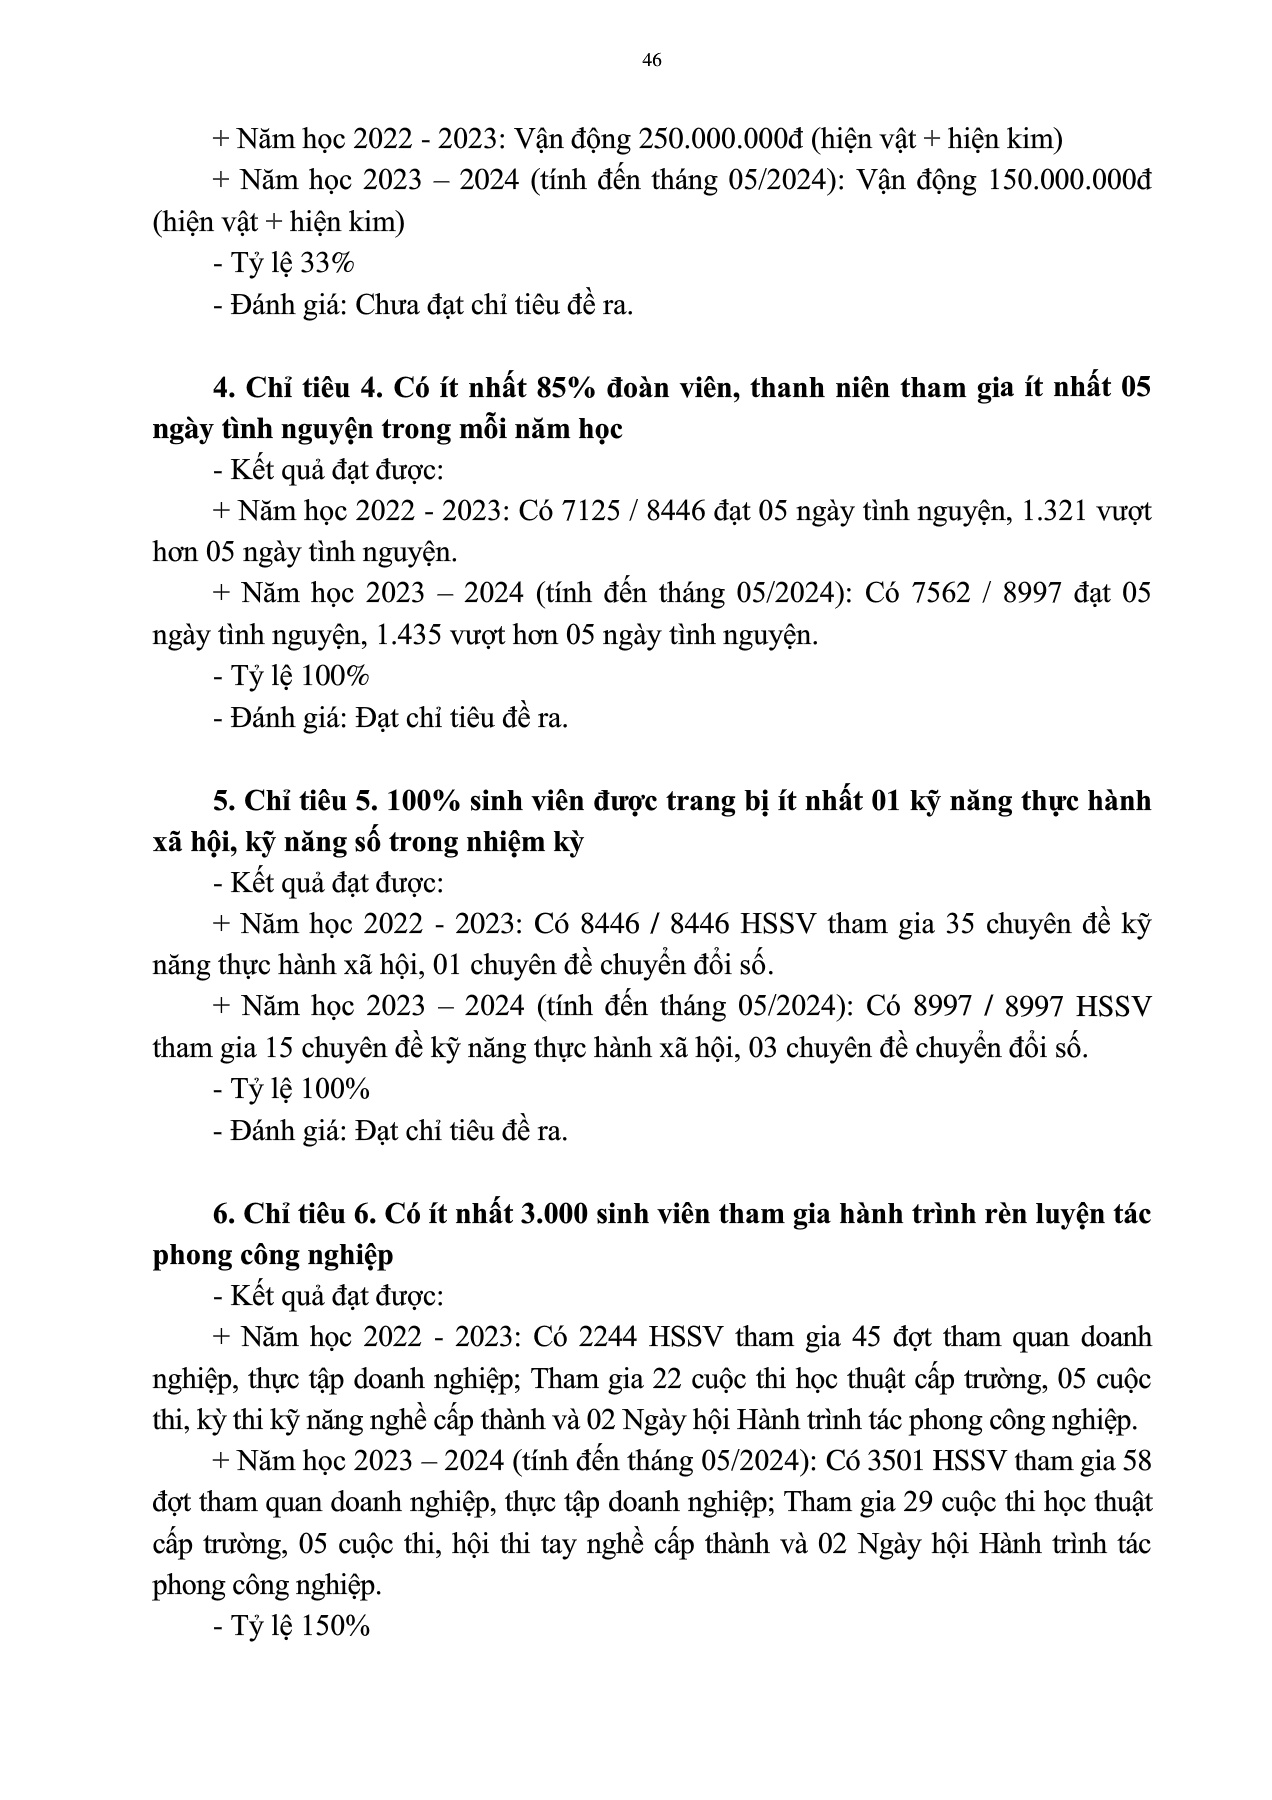 46
+ Năm học 2022 - 2023: Vận động 250.000.000đ (hiện vật + hiện kim)
+ Năm học 2023 – 2024 (tính đến tháng 05/2024): Vận động 150.000.000đ
(hiện vật + hiện kim)
- Tỷ lệ 33%
- Đánh giá: Chưa đạt chỉ tiêu đề ra.
4. Chỉ tiêu 4. Có ít nhất 85% đoàn viên, thanh niên tham gia ít nhất 05
ngày tình nguyện trong mỗi năm học
- Kết quả đạt được:
+ Năm học 2022 - 2023: Có 7125 / 8446 đạt 05 ngày tình nguyện, 1.321 vượt
hơn 05 ngày tình nguyện.
+ Năm học 2023 – 2024 (tính đến tháng 05/2024): Có 7562 / 8997 đạt 05
ngày tình nguyện, 1.435 vượt hơn 05 ngày tình nguyện.
- Tỷ lệ 100%
- Đánh giá: Đạt chỉ tiêu đề ra.
5. Chỉ tiêu 5. 100% sinh viên được trang bị ít nhất 01 kỹ năng thực hành
xã hội, kỹ năng số trong nhiệm kỳ
- Kết quả đạt được:
+ Năm học 2022 - 2023: Có 8446 / 8446 HSSV tham gia 35 chuyên đề kỹ
năng thực hành xã hội, 01 chuyên đề chuyển đổi số.
+ Năm học 2023 – 2024 (tính đến tháng 05/2024): Có 8997 / 8997 HSSV
tham gia 15 chuyên đề kỹ năng thực hành xã hội, 03 chuyên đề chuyển đổi số.
- Tỷ lệ 100%
- Đánh giá: Đạt chỉ tiêu đề ra.
6. Chỉ tiêu 6. Có ít nhất 3.000 sinh viên tham gia hành trình rèn luyện tác
phong công nghiệp
- Kết quả đạt được:
+ Năm học 2022 - 2023: Có 2244 HSSV tham gia 45 đợt tham quan doanh
nghiệp, thực tập doanh nghiệp; Tham gia 22 cuộc thi học thuật cấp trường, 05 cuộc
thi, kỳ thi kỹ năng nghề cấp thành và 02 Ngày hội Hành trình tác phong công nghiệp.
+ Năm học 2023 – 2024 (tính đến tháng 05/2024): Có 3501 HSSV tham gia 58
đợt tham quan doanh nghiệp, thực tập doanh nghiệp; Tham gia 29 cuộc thi học thuật
cấp trường, 05 cuộc thi, hội thi tay nghề cấp thành và 02 Ngày hội Hành trình tác
phong công nghiệp.
- Tỷ lệ 150%